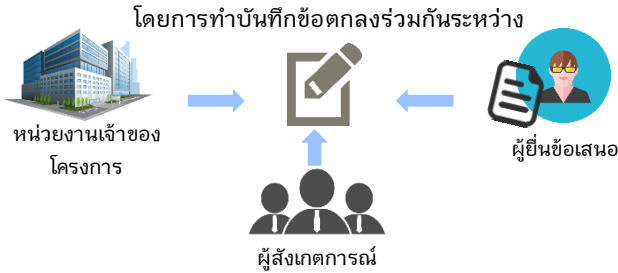 โดยการทำบันทึกข้อตกลงร่วมกันระหว่าง
หน่วยงานเจ้าของ
โครงการ
ผู้ยื่นข้อเสนอ
ผู้สังเกตการณ์